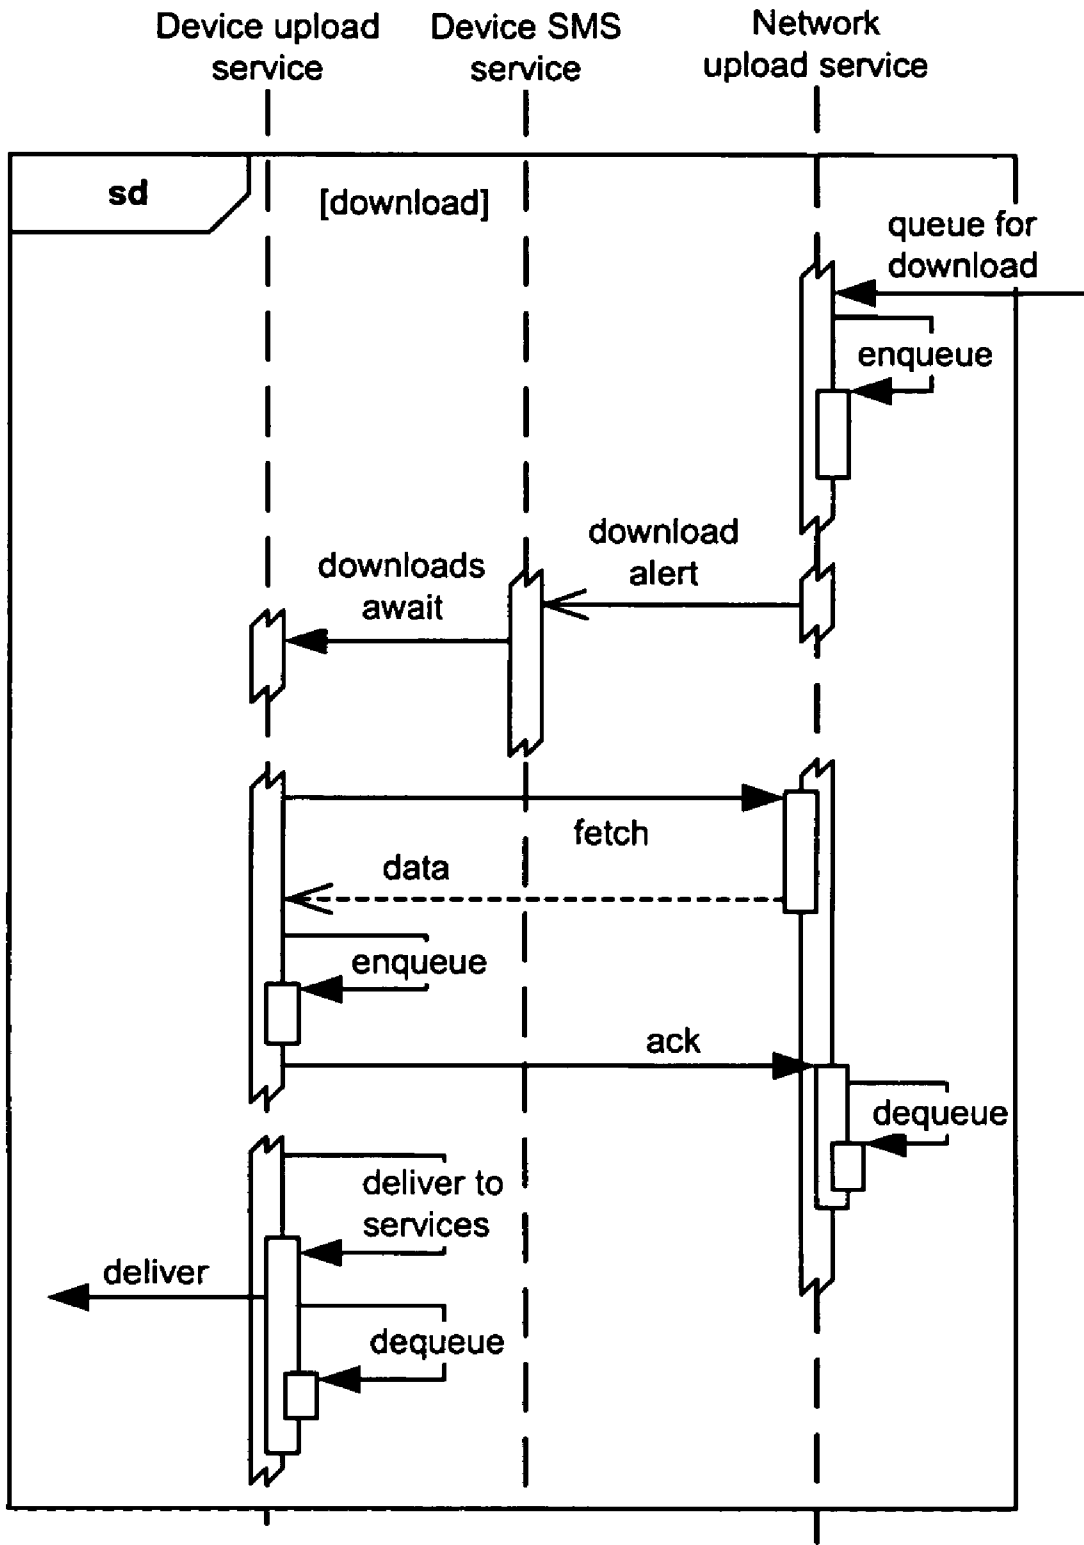 Device upload
service
Device SMS
service
Network
upload service
sd
[download]
queue for
download
enqueue
download
alert
downloads
await
fetch
data
enqueue
ack
dequeue
deliver to
services
deliver
dequeue